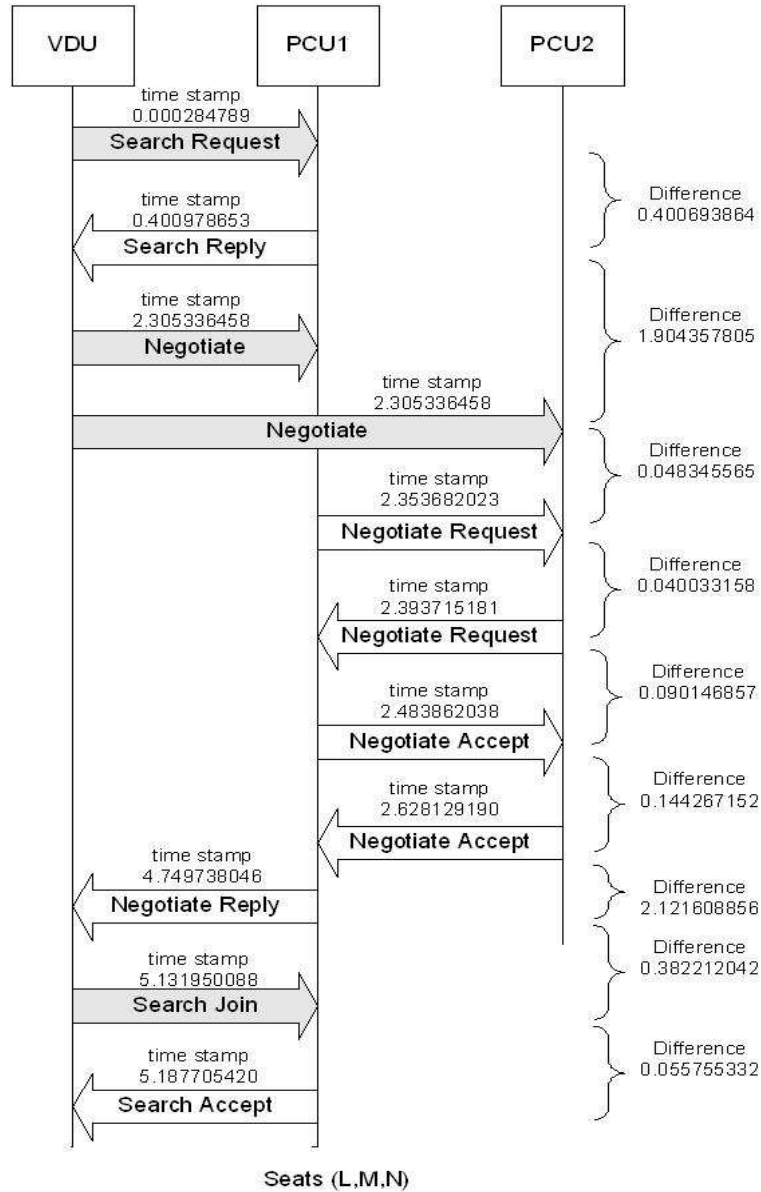 VDU
PCU1
PCU2
time stamp
0.000284789
Search Request
Difference
0.400693864
time stamp
0.400978653
Search Reply
time stamp
2.305336458
Negotiate
Difference
1.904357805
time stamp
2.305336458
Negotiate
Difference
0.048345565
time stamp
2.353682023
Negotiate Request
Difference
0.040033158
time stamp
2.393715181
Negotiate Request
Difference
0.090146857
time stamp
2.483862038
Negotiate Accept
Difference
0.144267152
time stamp
2.628129190
Negotiate Accept
time stamp
4.749738046
Negotiate Reply
Difference
2.121608856
time stamp
5.131950088
Search Join
Difference
0.382212042
time stamp
5.187705420
Search Accept
Difference
0.055755332
Seats (L,M,N)